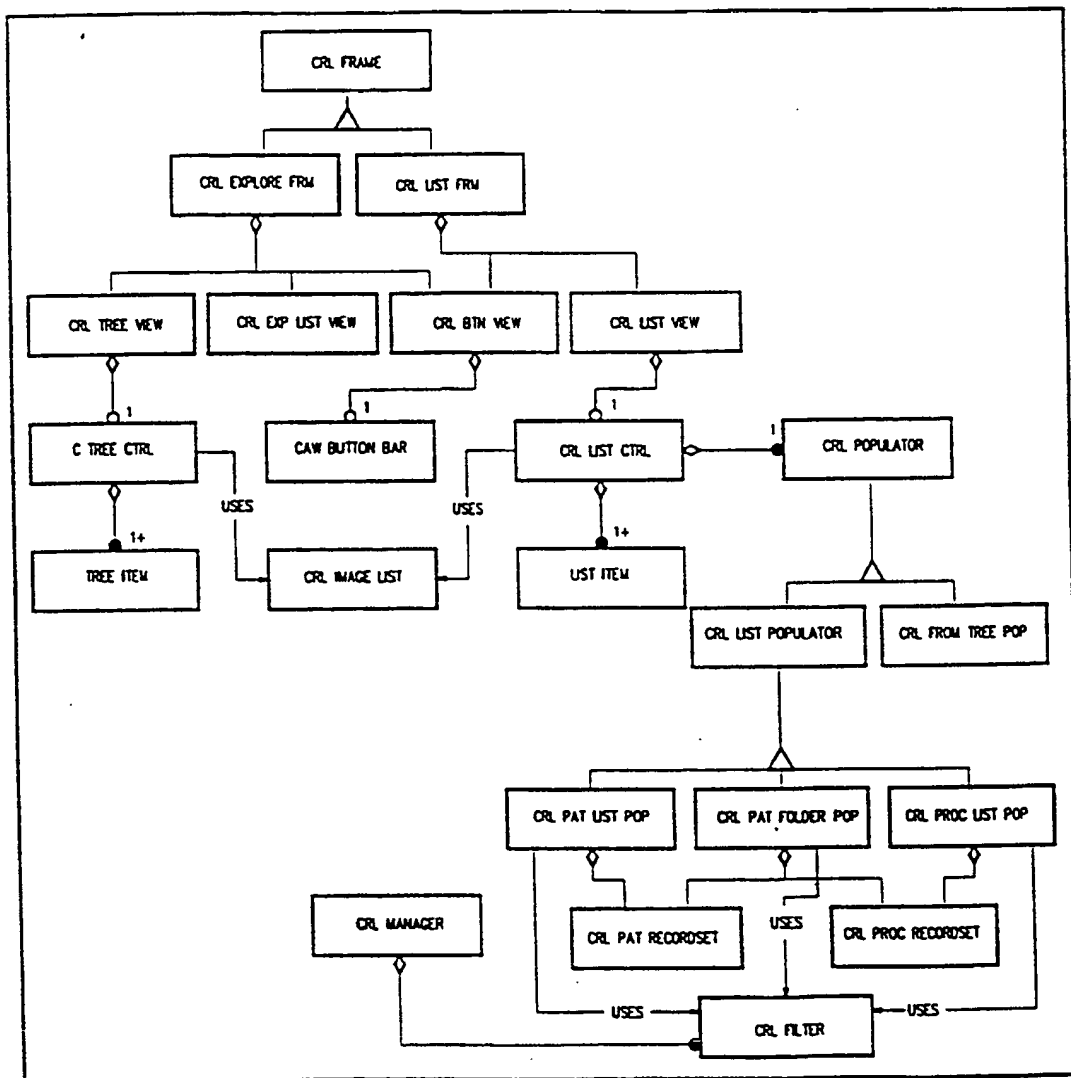 CRL FRAME
CRL EXPLORE FRM
CRL LIST FRM
CRL TREE VIEW
CRL EXP LIST VIEW
CRL BTN VIEW
CRL LIST VIEW
1
1
1
1
C TREE CTRL
CAW BUTTON BAR
CRL LIST CTRL
CRL POPULATOR
USES
USES
1+
1+
TREE ITEM
CRL IMAGE LIST
LIST ITEM
CRL LIST POPULATOR
CRL FROM TREE POP
CRL PAT LIST POP
CRL PAT FOLDER POP
CRL PROC LIST POP
CRL MANAGER
CRL PAT RECORDSET
USES
CRL PROC RECORDSET
USES
USES
CRL FILTER